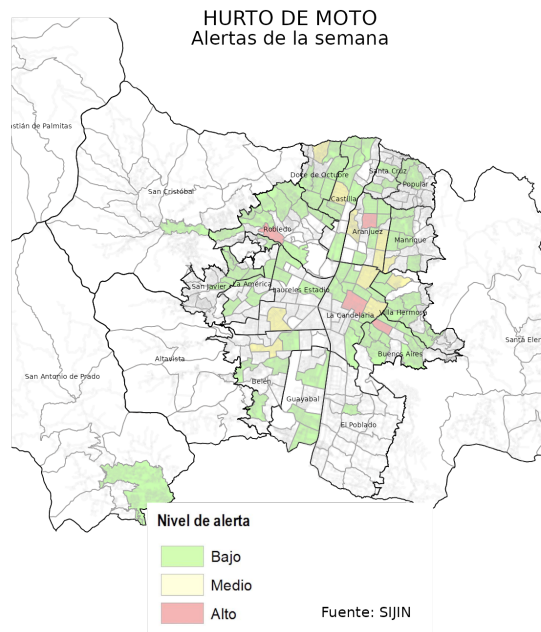 HURTO DE MOTO
Alertas de la semana
astián de Palmitas
Doce de Octubre
Santa Cruz
Popular
San Cristóbal
Castilla
Robledo
Aranjuez
Manrique
San Javier
La América
Laureles Estadio
La Candelaria
Villa Hermosa
Santa Elen
Altavista
Buenos Aires
San Antonio de Prado
Belén
Guayabal
El Poblado
Nivel de alerta
Bajo
Medio
Alto
Fuente: SIJIN